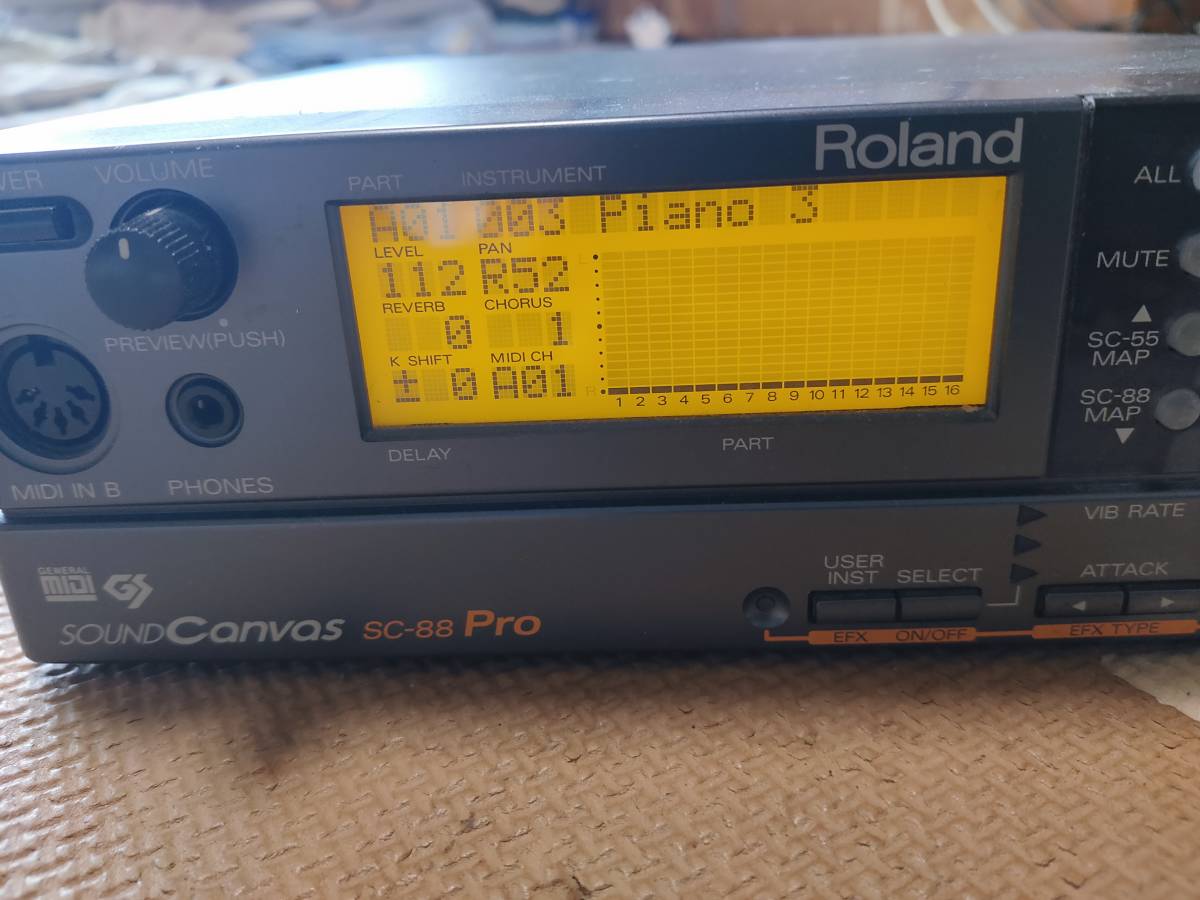 Roland
WER VOLUME
PART INSTRUMENT
A01 003 Piano 3
LEVEL PAN
112 R52
REVERB CHORUS
0 1
K SHIFT MIDI CH
± 0 A01
L
R
1 2 3 4 5 6 7 8 9 10 11 12 13 14 15 16
DELAY PART
PREVIEW(PUSH)
MIDI IN B PHONES
ALL
MUTE
SC-55
MAP
SC-88
MAP
VIB RATE
ATTACK
USER
INST SELECT
EFX ON/OFF EFX TYPE
GENERAL
MIDI GS
SOUND Canvas SC-88 Pro